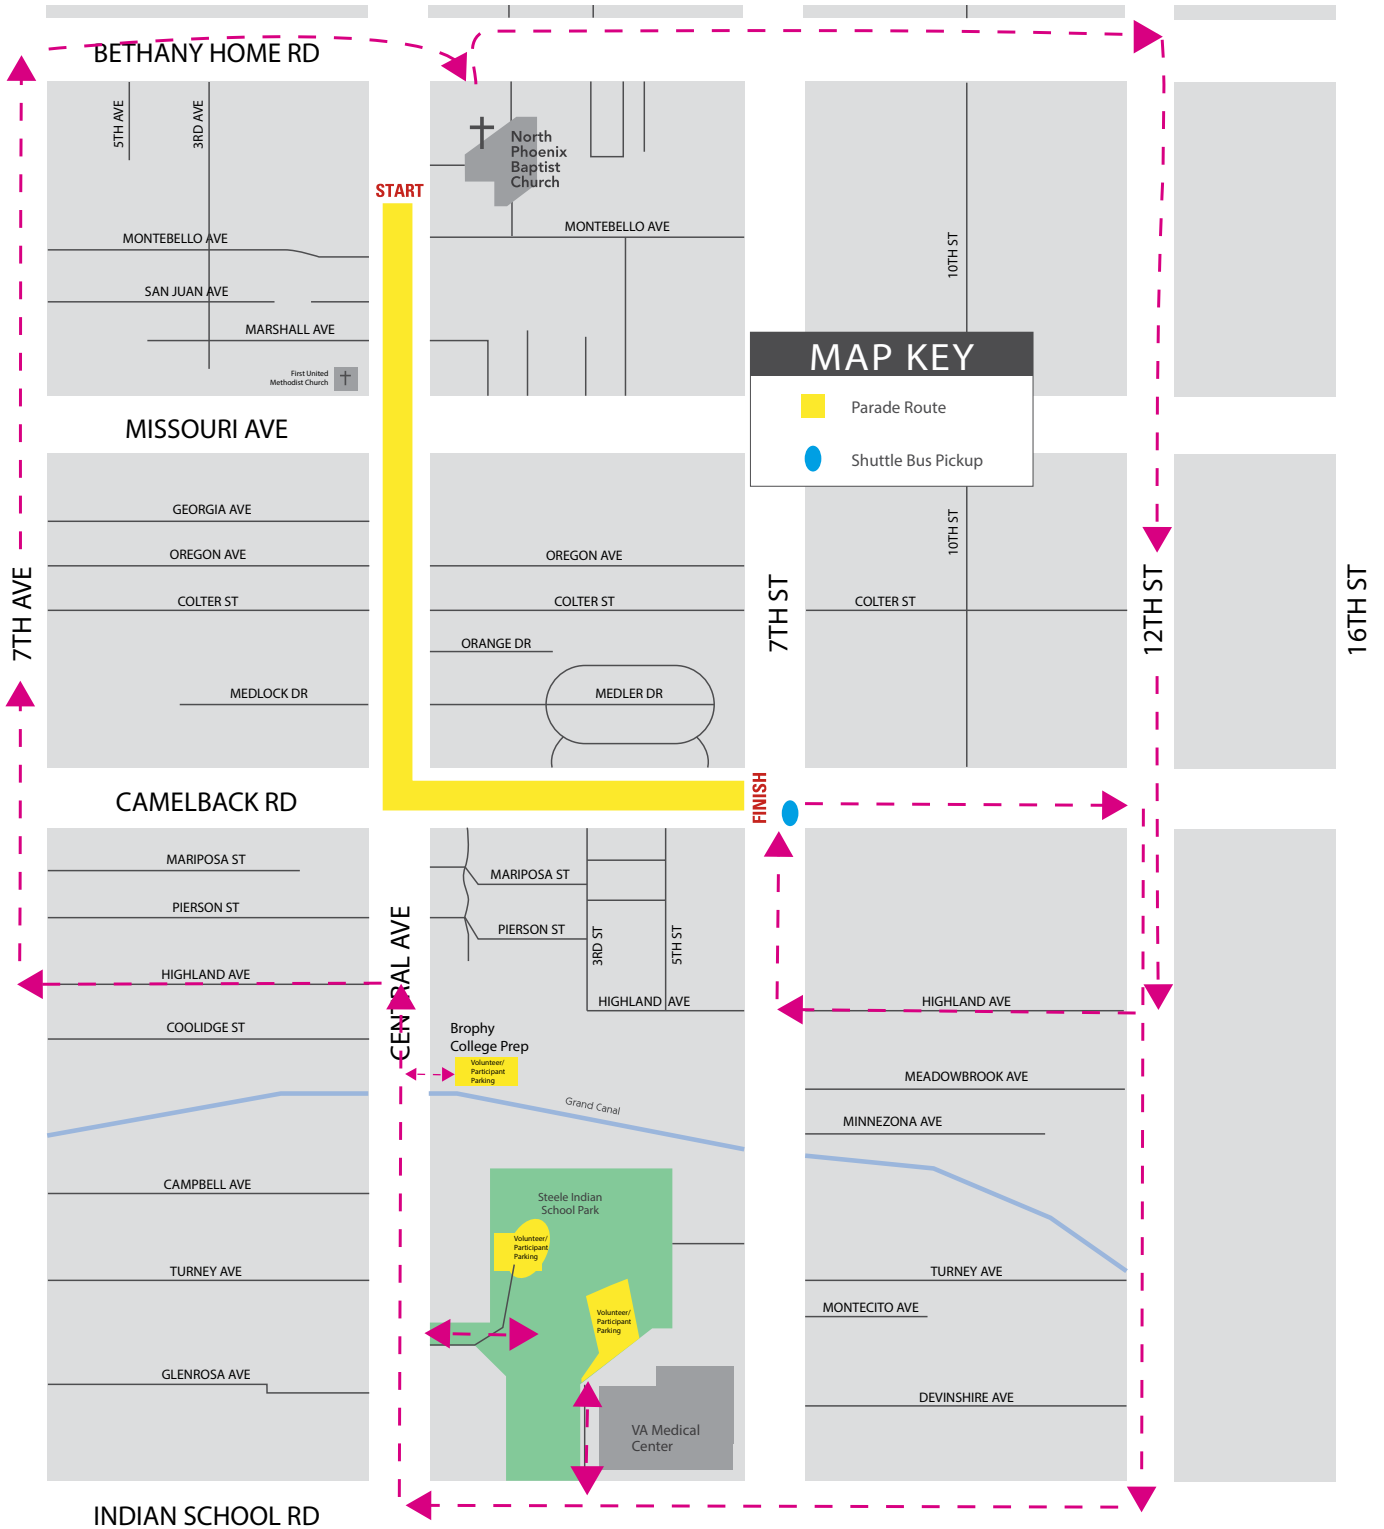 BETHANY HOME RD
5TH AVE
3RD AVE
North
Phoenix
Baptist
Church
START
MONTEBELLO AVE
MONTEBELLO AVE
10TH ST
SAN JUAN AVE
MARSHALL AVE
First United
Methodist Church
MAP KEY
Parade Route
Shuttle Bus Pickup
MISSOURI AVE
GEORGIA AVE
OREGON AVE
OREGON AVE
10TH ST
COLTER ST
COLTER ST
COLTER ST
7TH AVE
7TH ST
12TH ST
16TH ST
ORANGE DR
MEDLOCK DR
MEDLER DR
CAMELBACK RD
FINISH
MARIPOSA ST
MARIPOSA ST
PIERSON ST
PIERSON ST
3RD ST
5TH ST
CENTRAL AVE
HIGHLAND AVE
HIGHLAND AVE
HIGHLAND AVE
COOLIDGE ST
Brophy
College Prep
Volunteer/
Participant
Parking
MEADOWBROOK AVE
Grand Canal
MINNEZONA AVE
CAMPBELL AVE
Steele Indian
School Park
Volunteer/
Participant
Parking
TURNEY AVE
TURNEY AVE
Volunteer/
Participant
Parking
MONTECITO AVE
GLENROSA AVE
DEVINSHIRE AVE
VA Medical
Center
INDIAN SCHOOL RD